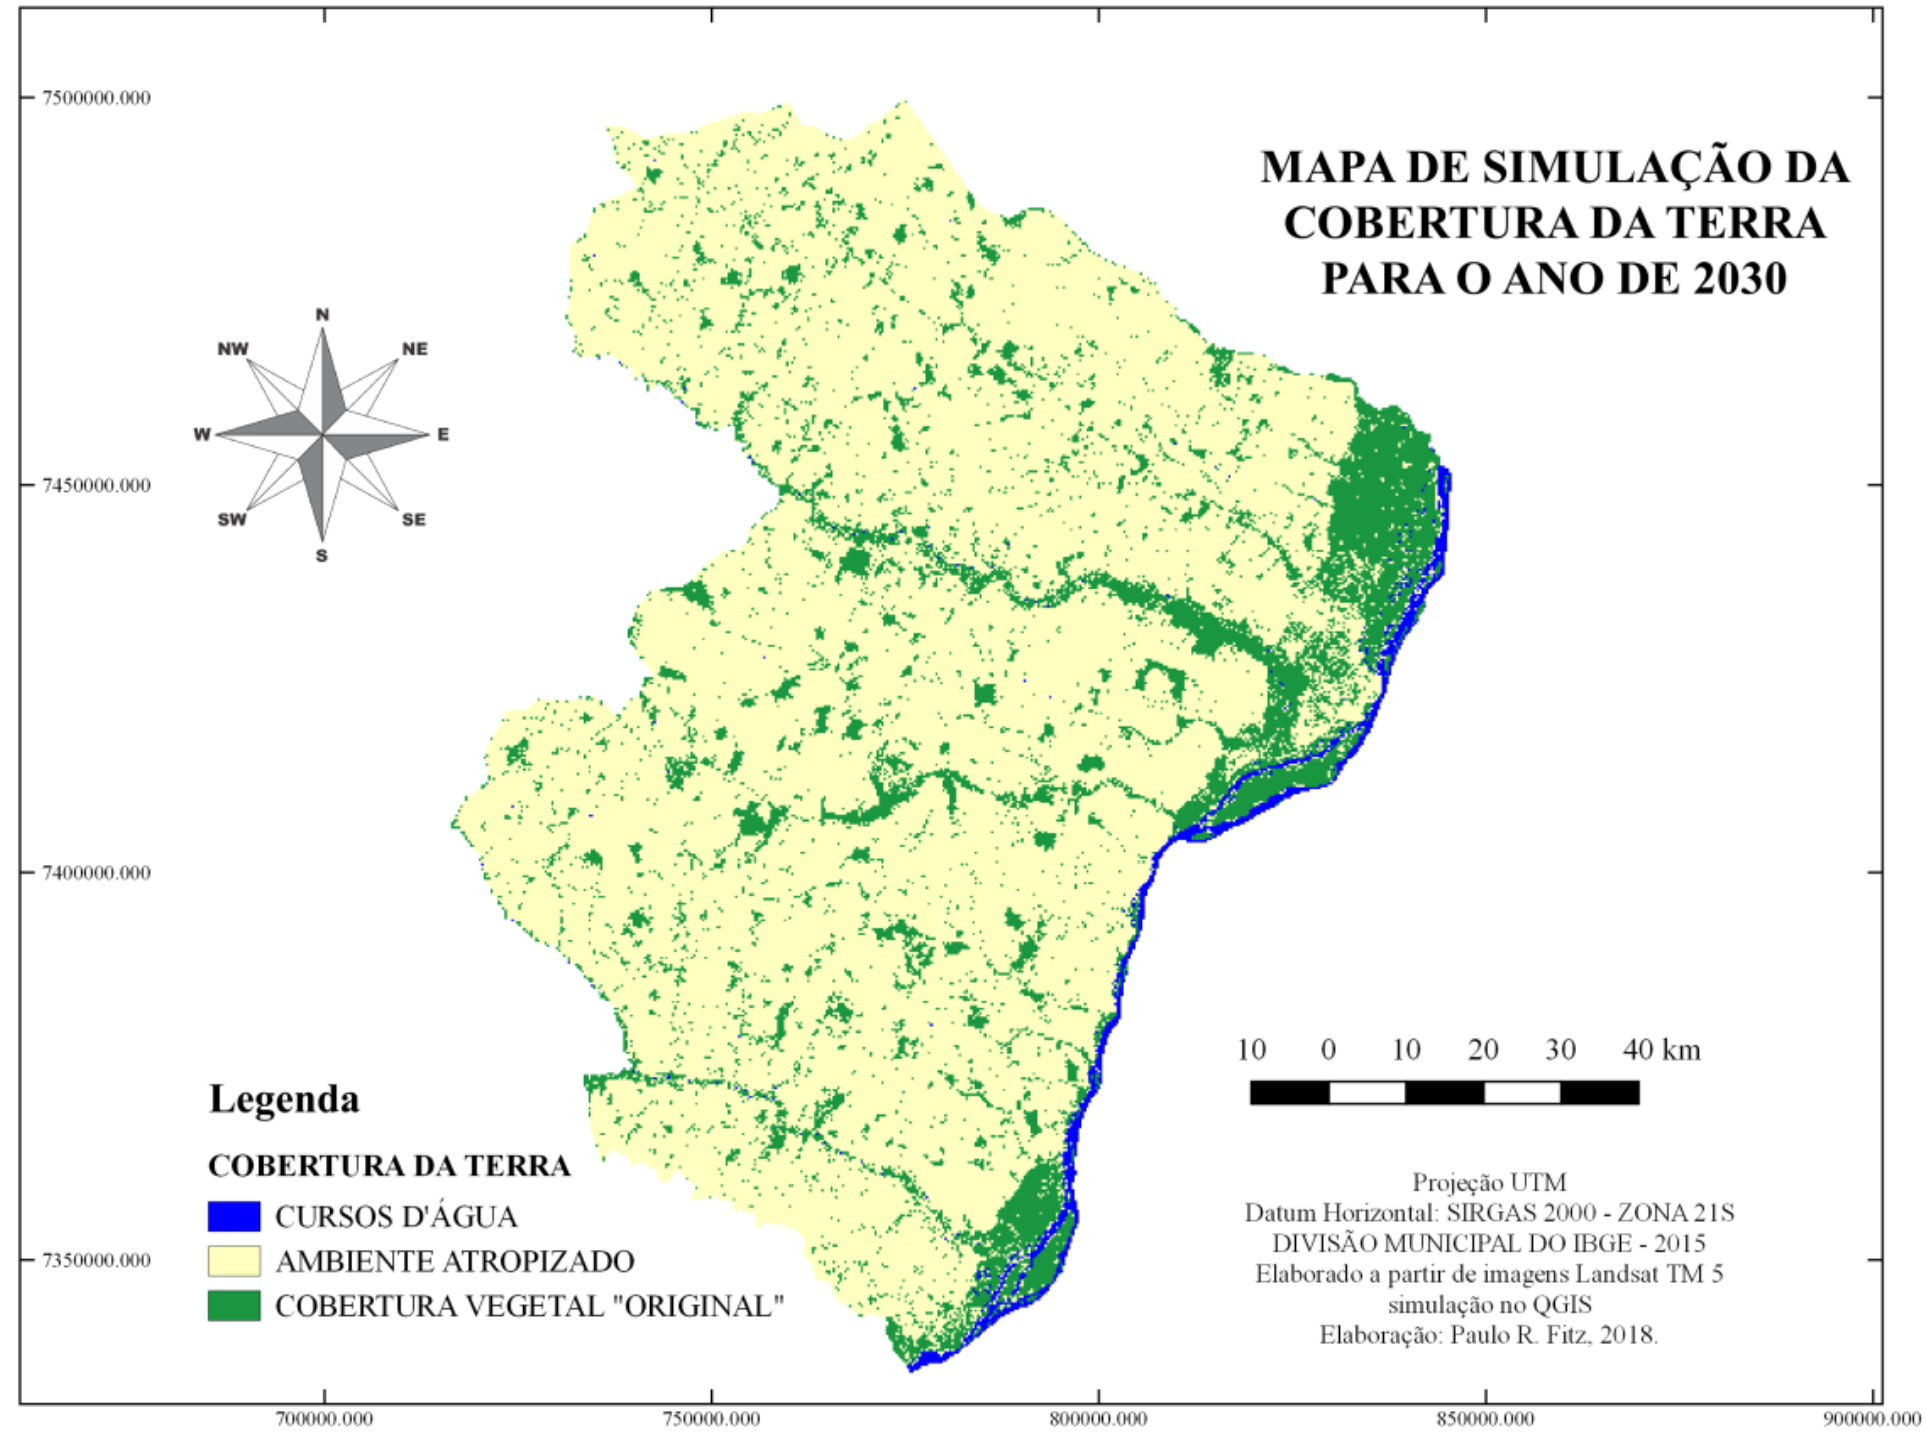 7500000.000
MAPA DE SIMULAÇÃO DA
COBERTURA DA TERRA
PARA O ANO DE 2030
N
NW
NE
W
E
SW
SE
S
7450000.000
7400000.000
10 0 10 20 30 40 km
Legenda
COBERTURA DA TERRA
CURSOS D'ÁGUA
AMBIENTE ATROPIZADO
COBERTURA VEGETAL "ORIGINAL"
Projeção UTM
Datum Horizontal: SIRGAS 2000 - ZONA 21S
DIVISÃO MUNICIPAL DO IBGE - 2015
Elaborado a partir de imagens Landsat TM 5
simulação no QGIS
Elaboração: Paulo R. Fitz, 2018.
7350000.000
700000.000 750000.000 800000.000 850000.000 900000.000